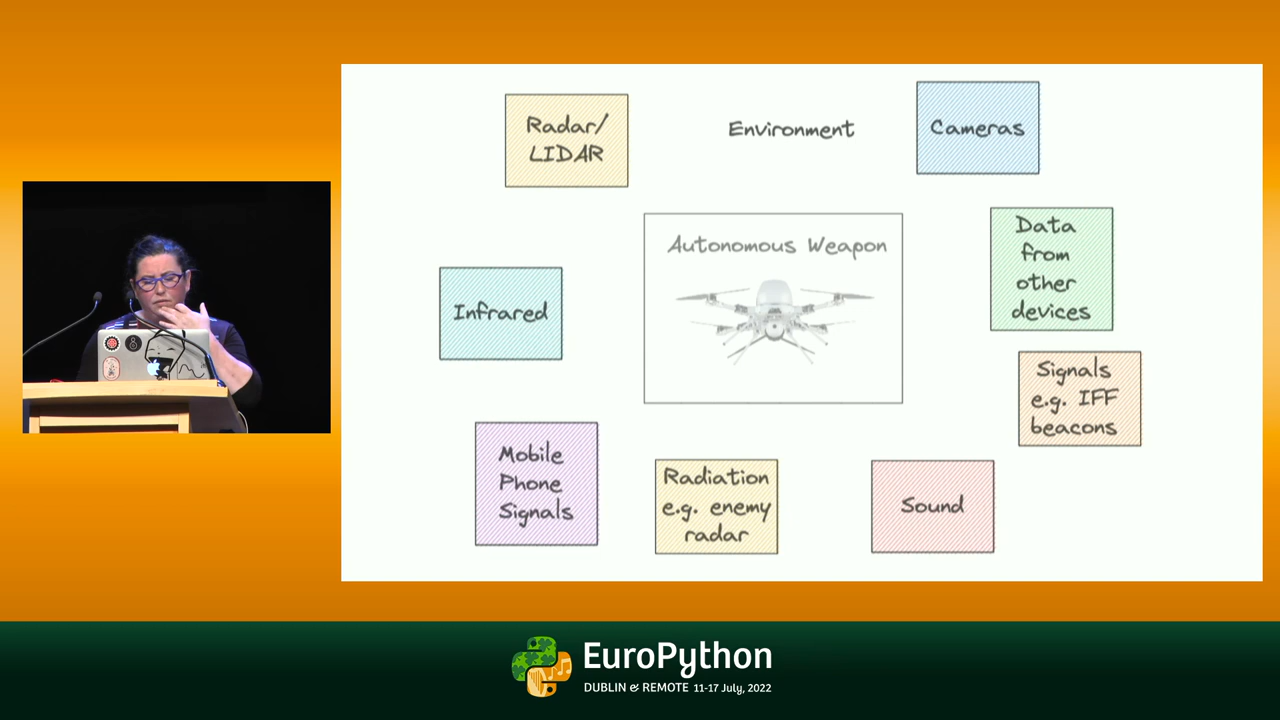 Radar/
LIDAR
Environment
Cameras
Autonomous Weapon
Data
from
other
devices
Infrared
Signals
e.g. IFF
beacons
Mobile
Phone
Signals
Radiation
e.g. enemy
radar
Sound
EuroPython
DUBLIN & REMOTE 11-17 July, 2022